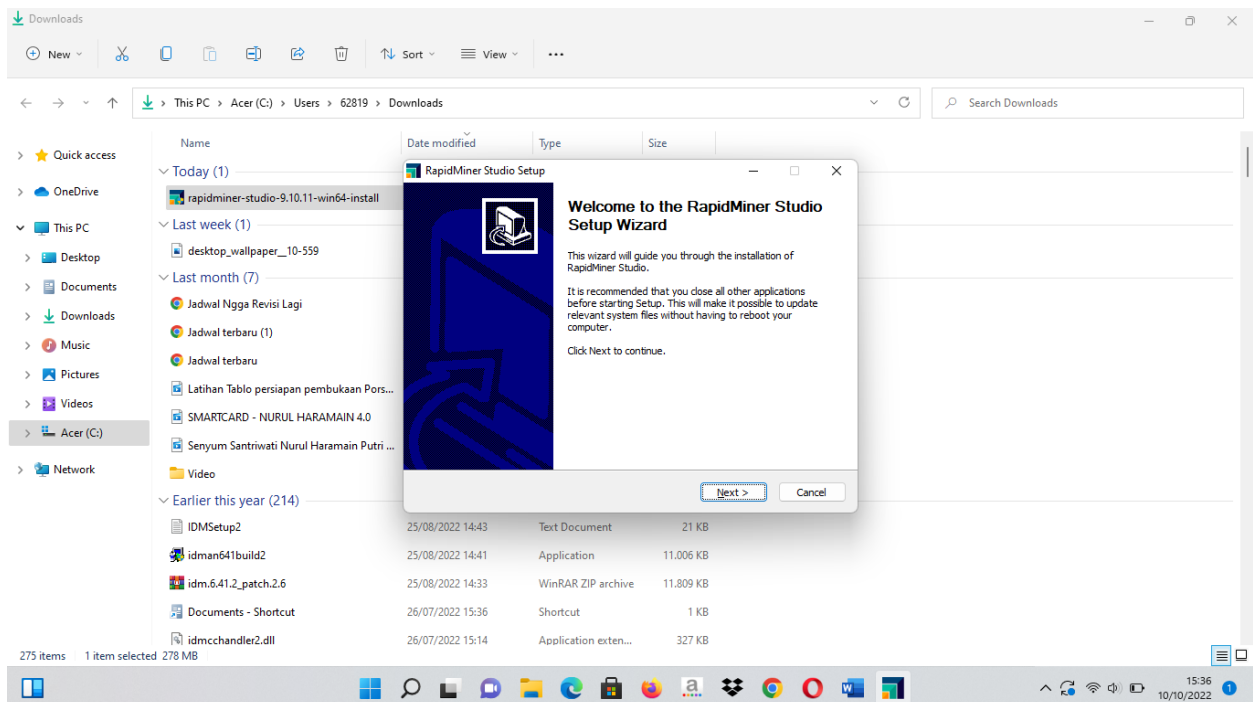 Downloads
New
Sort
View
This PC > Acer (C:) > Users > 62819 > Downloads
Search Downloads
Name
Date modified
Type
Size
Quick access
OneDrive
This PC
Desktop
Documents
Downloads
Music
Pictures
Videos
Acer (C:)
Network
Today (1)
rapidminer-studio-9.10.11-win64-install
Last week (1)
desktop_wallpaper__10-559
Last month (7)
Jadwal Ngga Revisi Lagi
Jadwal terbaru (1)
Jadwal terbaru
Latihan Tablo persiapan pembukaan Pors...
SMARTCARD - NURUL HARAMAIN 4.0
Senyum Santriwati Nurul Haramain Putri ...
Video
Earlier this year (214)
IDMSetup2 25/08/2022 14:43 Text Document 21 KB
idman641build2 25/08/2022 14:41 Application 11.006 KB
idm.6.41.2_patch.2.6 25/08/2022 14:33 WinRAR ZIP archive 11.809 KB
Documents - Shortcut 26/07/2022 15:36 Shortcut 1 KB
idmcchandler2.dll 26/07/2022 15:14 Application exten... 327 KB
RapidMiner Studio Setup
Welcome to the RapidMiner Studio
Setup Wizard
This wizard will guide you through the installation of
RapidMiner Studio.
It is recommended that you close all other applications
before starting Setup. This will make it possible to update
relevant system files without having to reboot your
computer.
Click Next to continue.
Next >
Cancel
275 items 1 item selected 278 MB
a
W
15:36
10/10/2022
1